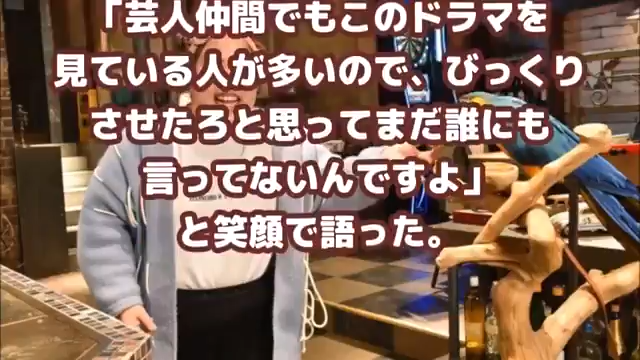 「芸人仲間でもこのドラマを
見ている人が多いので、びっくり
させたろと思ってまだ誰にも
言ってないんですよ」
と笑顔で語った。